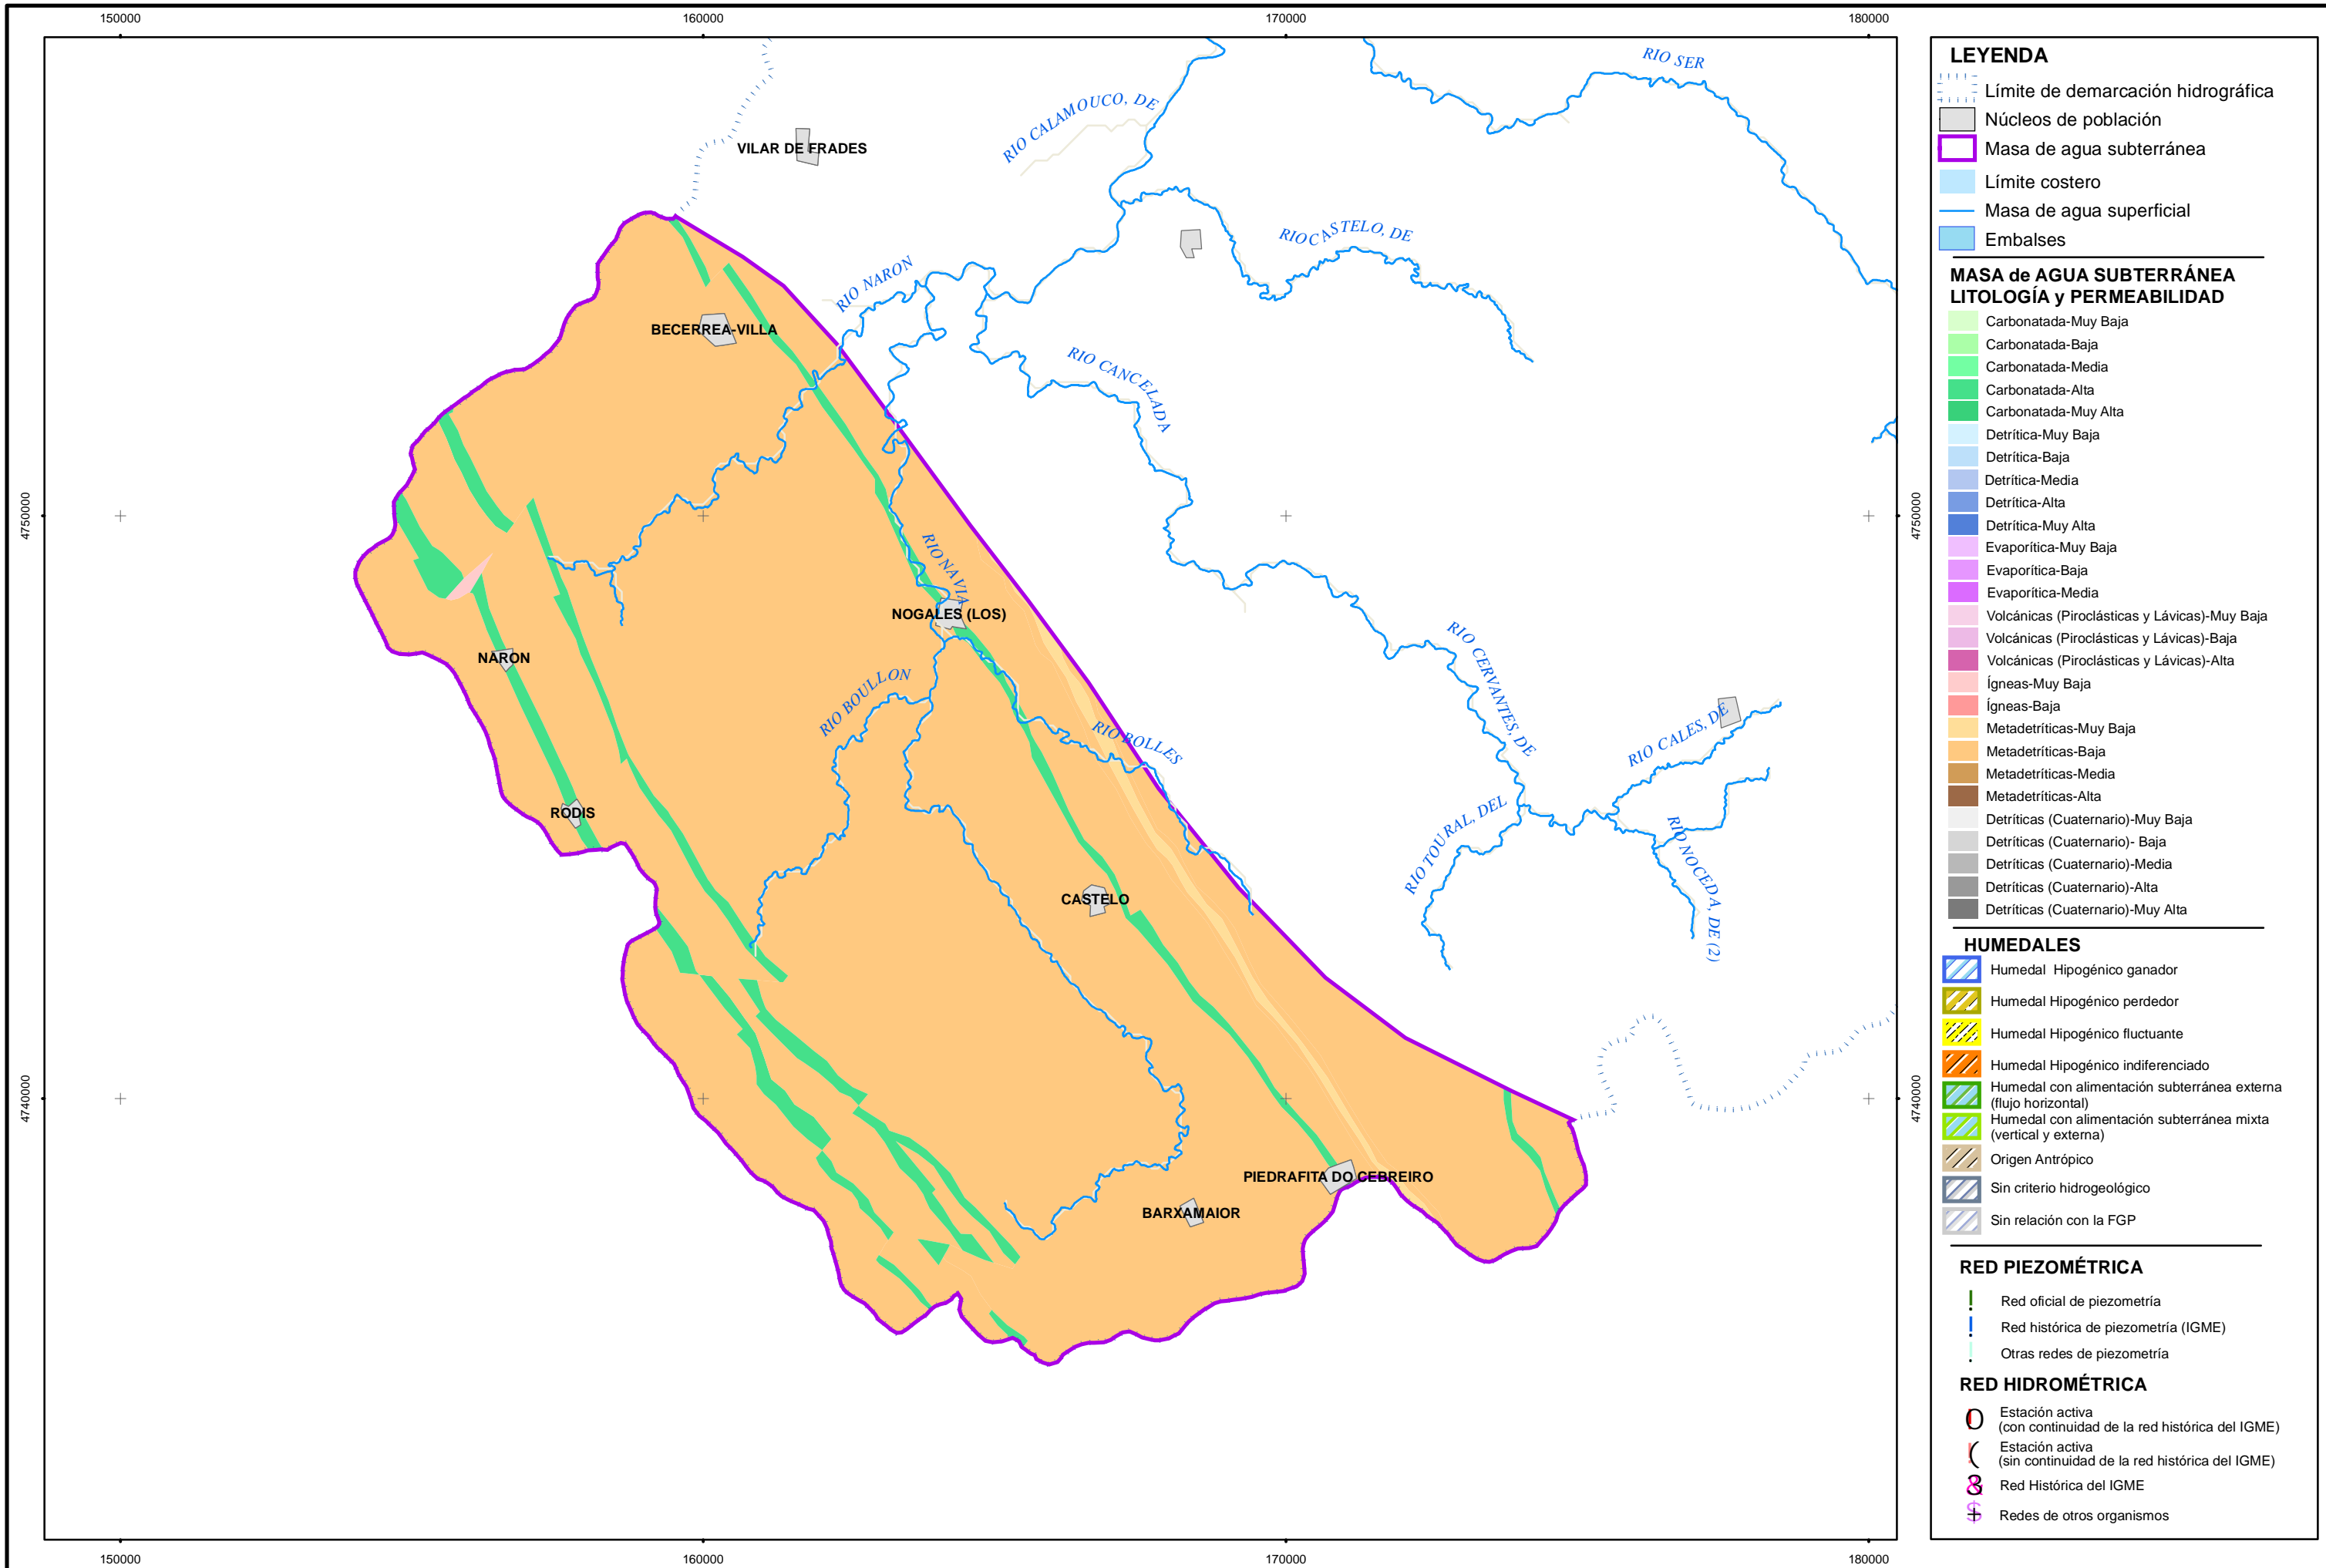 150000
160000
170000
180000
RIO SER
RIO CALAMOUCO, DE
VILAR DE FRADES
RIO CASTELO, DE
RIO NARON
BECERREA-VILLA
RIO CANCELADA
4750000
4750000
RIO NAVIA
NOGALES (LOS)
NARON
RIO BOULLON
RIO CERVANTES, DE
RIO CALES, DE
RIO ROLLES
RODIS
RIO TOURAL, DEL
RIO NOCEDA, DE (2)
CASTELO
4740000
4740000
PIEDRAFITA DO CEBREIRO
BARXAMAIOR
150000
160000
170000
180000
LEYENDA
Límite de demarcación hidrográfica
Núcleos de población
Masa de agua subterránea
Límite costero
Masa de agua superficial
Embalses
MASA de AGUA SUBTERRÁNEA
LITOLOGÍA y PERMEABILIDAD
Carbonatada-Muy Baja
Carbonatada-Baja
Carbonatada-Media
Carbonatada-Alta
Carbonatada-Muy Alta
Detrítica-Muy Baja
Detrítica-Baja
Detrítica-Media
Detrítica-Alta
Detrítica-Muy Alta
Evaporítica-Muy Baja
Evaporítica-Baja
Evaporítica-Media
Volcánicas (Piroclásticas y Lávicas)-Muy Baja
Volcánicas (Piroclásticas y Lávicas)-Baja
Volcánicas (Piroclásticas y Lávicas)-Alta
Ígneas-Muy Baja
Ígneas-Baja
Metadetríticas-Muy Baja
Metadetríticas-Baja
Metadetríticas-Media
Metadetríticas-Alta
Detríticas (Cuaternario)-Muy Baja
Detríticas (Cuaternario)- Baja
Detríticas (Cuaternario)-Media
Detríticas (Cuaternario)-Alta
Detríticas (Cuaternario)-Muy Alta
HUMEDALES
Humedal Hipogénico ganador
Humedal Hipogénico perdedor
Humedal Hipogénico fluctuante
Humedal Hipogénico indiferenciado
Humedal con alimentación subterránea externa
(flujo horizontal)
Humedal con alimentación subterránea mixta
(vertical y externa)
Origen Antrópico
Sin criterio hidrogeológico
Sin relación con la FGP
RED PIEZOMÉTRICA
Red oficial de piezometría
Red histórica de piezometría (IGME)
Otras redes de piezometría
RED HIDROMÉTRICA
Estación activa
(con continuidad de la red histórica del IGME)
Estación activa
(sin continuidad de la red histórica del IGME)
Red Histórica del IGME
Redes de otros organismos